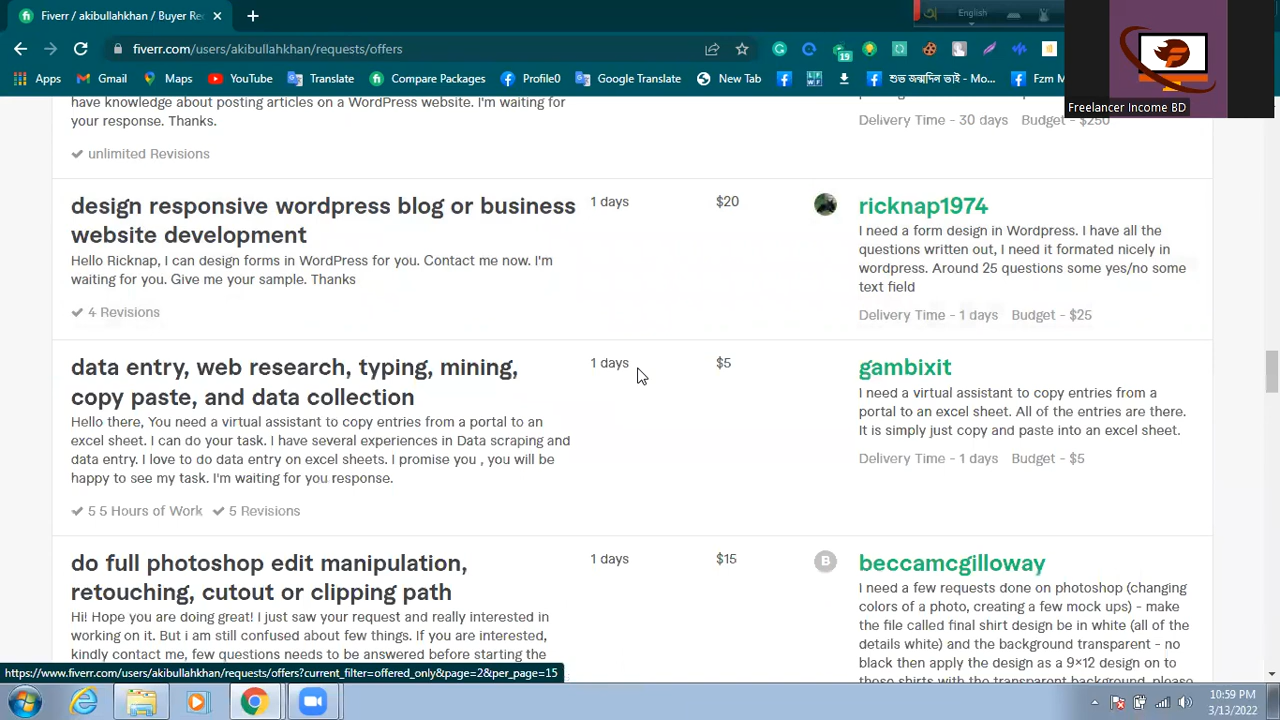 Fiverr / akibullahkhan / Buyer Re
English
fiverr.com/users/akibullahkhan/requests/offers
19
Apps
Gmail
Maps
YouTube
Translate
Compare Packages
Profile0
Google Translate
New Tab
শুভ জন্মদিন ভাই - Mo...
Fzm M
Freelancer Income BD
have knowledge about posting articles on a WordPress website. I'm waiting for
your response. Thanks.
unlimited Revisions
Delivery Time - 30 days Budget - $250
design responsive wordpress blog or business
website development
Hello Ricknap, I can design forms in WordPress for you. Contact me now. I'm
waiting for you. Give me your sample. Thanks
4 Revisions
1 days
$20
ricknap1974
I need a form design in Wordpress. I have all the
questions written out, I need it formated nicely in
wordpress. Around 25 questions some yes/no some
text field
Delivery Time - 1 days Budget - $25
data entry, web research, typing, mining,
copy paste, and data collection
Hello there, You need a virtual assistant to copy entries from a portal to an
excel sheet. I can do your task. I have several experiences in Data scraping and
data entry. I love to do data entry on excel sheets. I promise you , you will be
happy to see my task. I'm waiting for you response.
5 5 Hours of Work 5 Revisions
1 days
$5
gambixit
I need a virtual assistant to copy entries from a
portal to an excel sheet. All of the entries are there.
It is simply just copy and paste into an excel sheet.
Delivery Time - 1 days Budget - $5
do full photoshop edit manipulation,
retouching, cutout or clipping path
Hi! Hope you are doing great! I just saw your request and really interested in
working on it. But i am still confused about few things. If you are interested,
kindly contact me, few questions needs to be answered before starting the
1 days
$15
B
beccamcgilloway
I need a few requests done on photoshop (changing
colors of a photo, creating a few mock ups) - make
the file called final shirt design be in white (all of the
details white) and the background transparent - no
black then apply the design as a 9×12 design on to
these shirts with the transparent background, please
https://www.fiverr.com/users/akibullahkhan/requests/offers?current_filter=offered_only&page=2&per_page=15
10:59 PM
3/13/2022